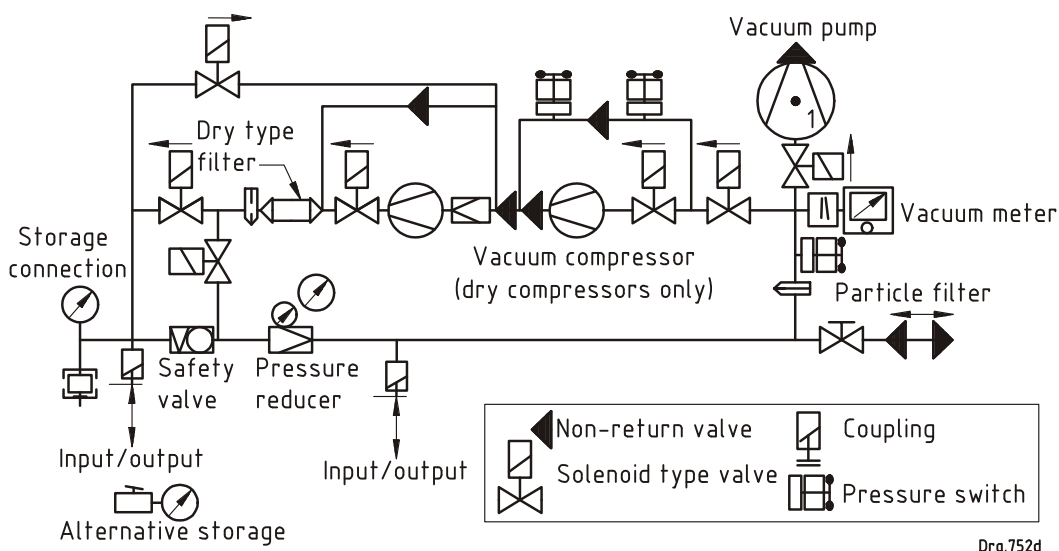 Vacuum pump
1
Dry type
filter
Vacuum meter
Storage
connection
Vacuum compressor
(dry compressors only)
Particle filter
Safety
valve
Pressure
reducer
Input/output
Input/output
Alternative storage
Non-return valve
Solenoid type valve
Coupling
Pressure switch
Drg.752d